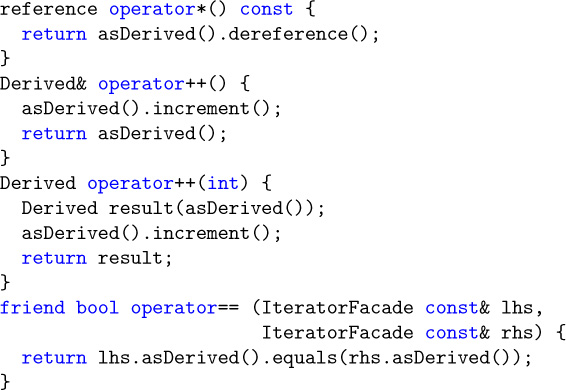 reference operator*() const {
  return asDerived().dereference();
}
Derived& operator++() {
  asDerived().increment();
  return asDerived();
}
Derived operator++(int) {
  Derived result(asDerived());
  asDerived().increment();
  return result;
}
friend bool operator== (IteratorFacade const& lhs,
                        IteratorFacade const& rhs) {
  return lhs.asDerived().equals(rhs.asDerived());
}